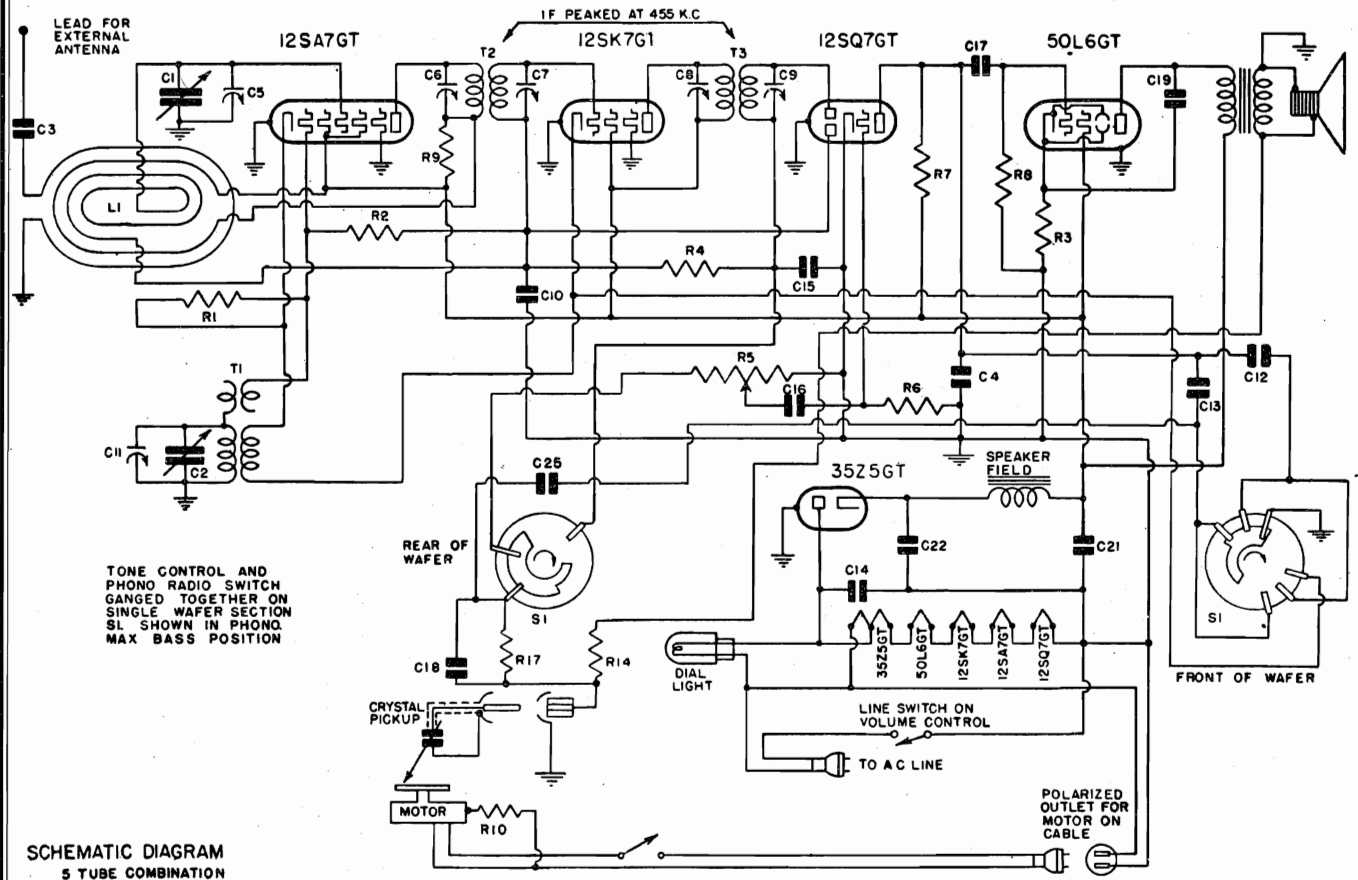 LEAD FOR
EXTERNAL
ANTENNA
IF PEAKED AT 455 K.C
12SA7GT
12SK7G1
12SQ7GT
50L6GT
T2
T3
C17
C1
C5
C6
C7
C8
C9
C19
C3
R9
R7
R8
L1
R2
R3
R4
C15
C10
R1
R5
C4
C12
T1
C16
R6
C13
C11
C2
C25
SPEAKER
FIELD
35Z5GT
REAR OF
WAFER
C22
C21
C14
S1
S1
TONE CONTROL AND
PHONO RADIO SWITCH
GANGED TOGETHER ON
SINGLE WAFER SECTION
SL SHOWN IN PHONO.
MAX BASS POSITION
R17
R14
C18
DIAL
LIGHT
35Z5GT
50L6GT
12SK7GT
12SA7GT
12SQ7GT
FRONT OF WAFER
CRYSTAL
PICKUP
LINE SWITCH ON
VOLUME CONTROL
TO A C LINE
MOTOR
R10
POLARIZED
OUTLET FOR
MOTOR ON
CABLE
SCHEMATIC DIAGRAM
5 TUBE COMBINATION